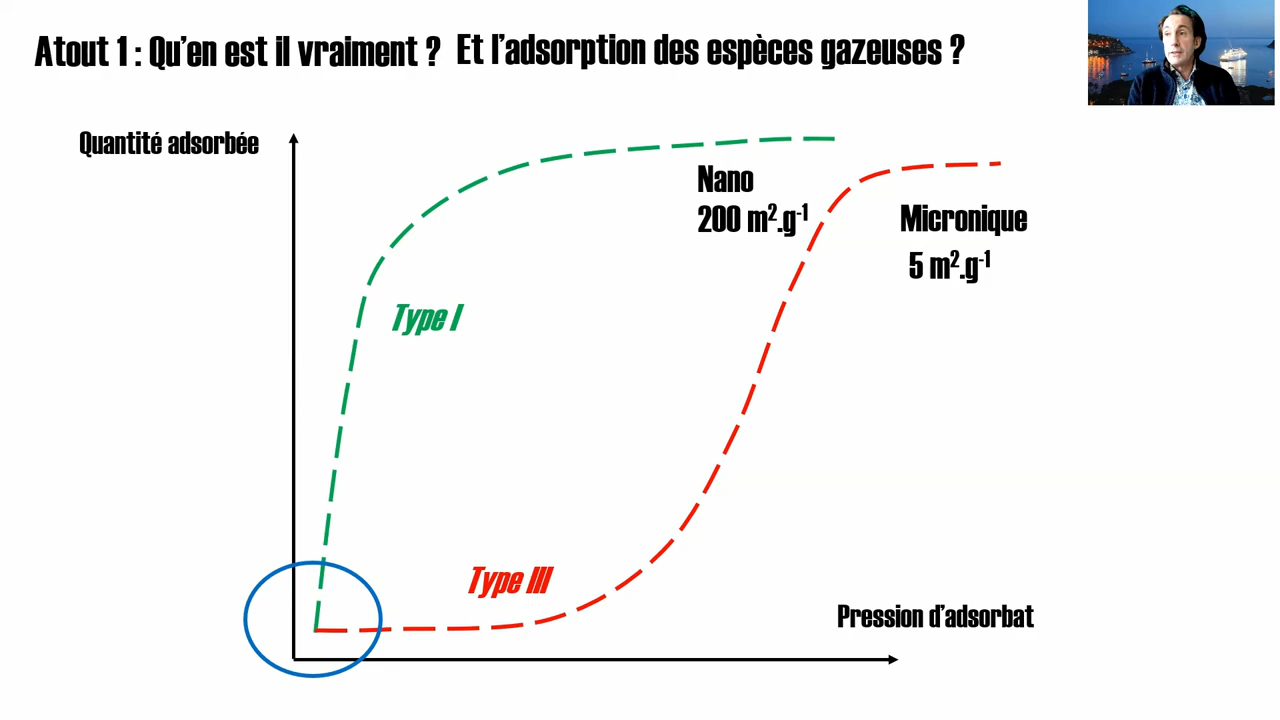 Atout 1 : Qu'en est il vraiment ? Et l'adsorption des espèces gazeuses ?
Quantité adsorbée
Nano
200 m².g⁻¹
Micronique
5 m².g⁻¹
Type I
Type III
Pression d'adsorbat